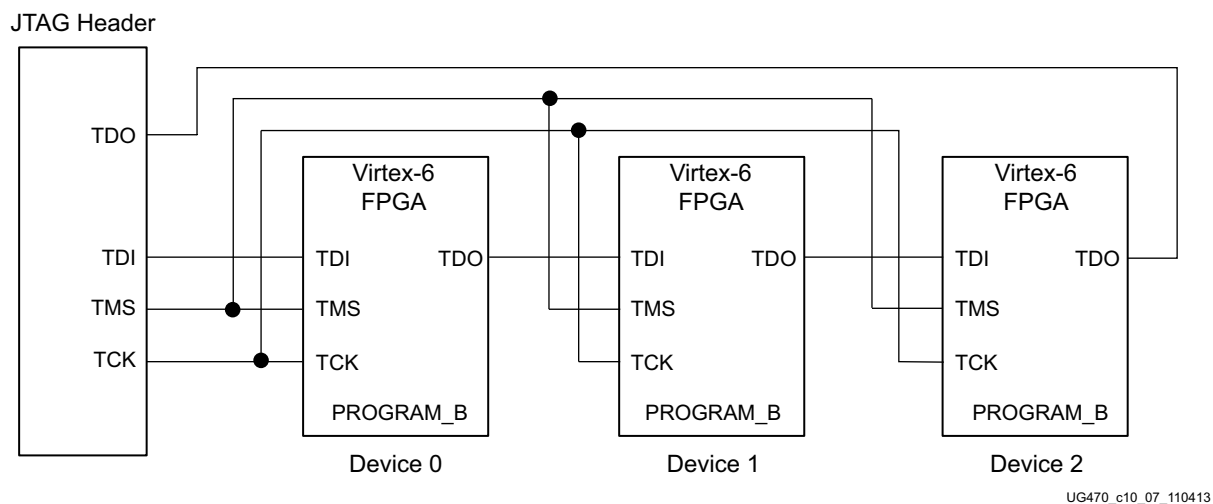 JTAG Header
TDO
TDI
TMS
TCK
Virtex-6
FPGA
TDI
TDO
TMS
TCK
PROGRAM_B
Device 0
Virtex-6
FPGA
TDI
TDO
TMS
TCK
PROGRAM_B
Device 1
Virtex-6
FPGA
TDI
TDO
TMS
TCK
PROGRAM_B
Device 2
UG470_c10_07_110413